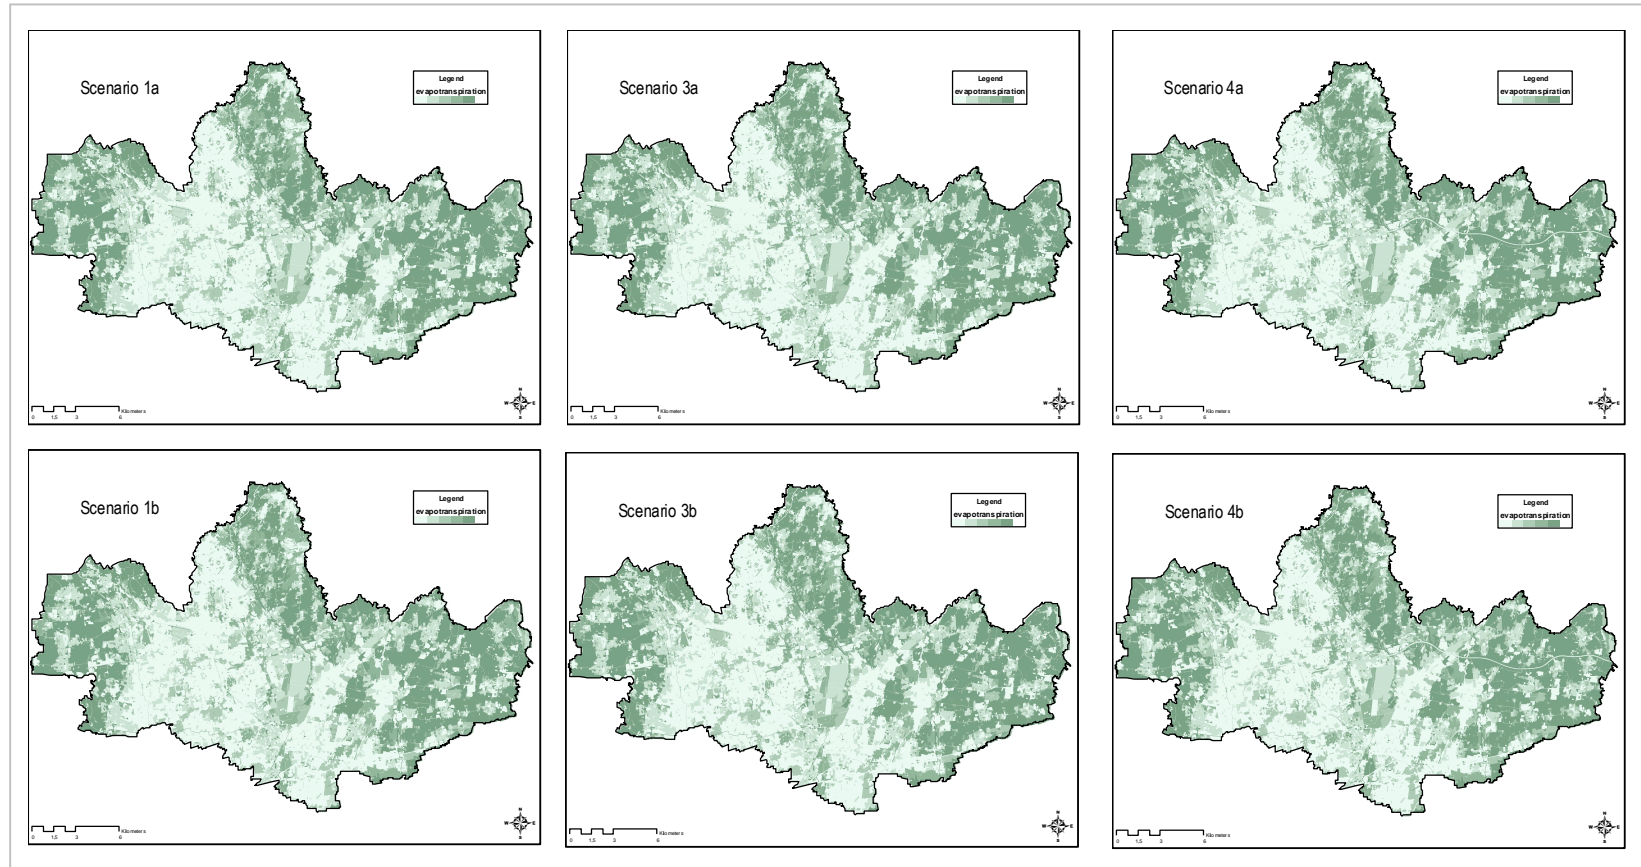 Scenario 1a
Legend
evapotranspiration
N
W E
S
0 1,5 3 6 Kilometers
Scenario 3a
Legend
evapotranspiration
N
W E
S
0 1,5 3 6 Kilometers
Scenario 4a
Legend
evapotranspiration
N
W E
S
0 1,5 3 6 Kilometers
Scenario 1b
Legend
evapotranspiration
N
W E
S
0 1,5 3 6 Kilometers
Scenario 3b
Legend
evapotranspiration
N
W E
S
0 1,5 3 6 Kilometers
Scenario 4b
Legend
evapotranspiration
N
W E
S
0 1,5 3 6 Kilometers